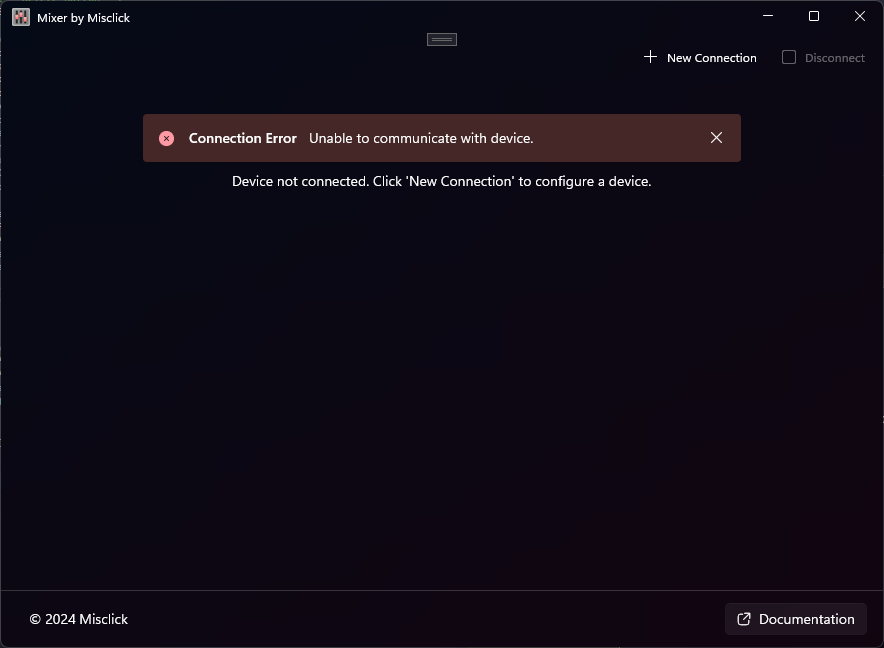 Mixer by Misclick
New Connection Disconnect
Connection Error Unable to communicate with device.
Device not connected. Click 'New Connection' to configure a device.
© 2024 Misclick Documentation